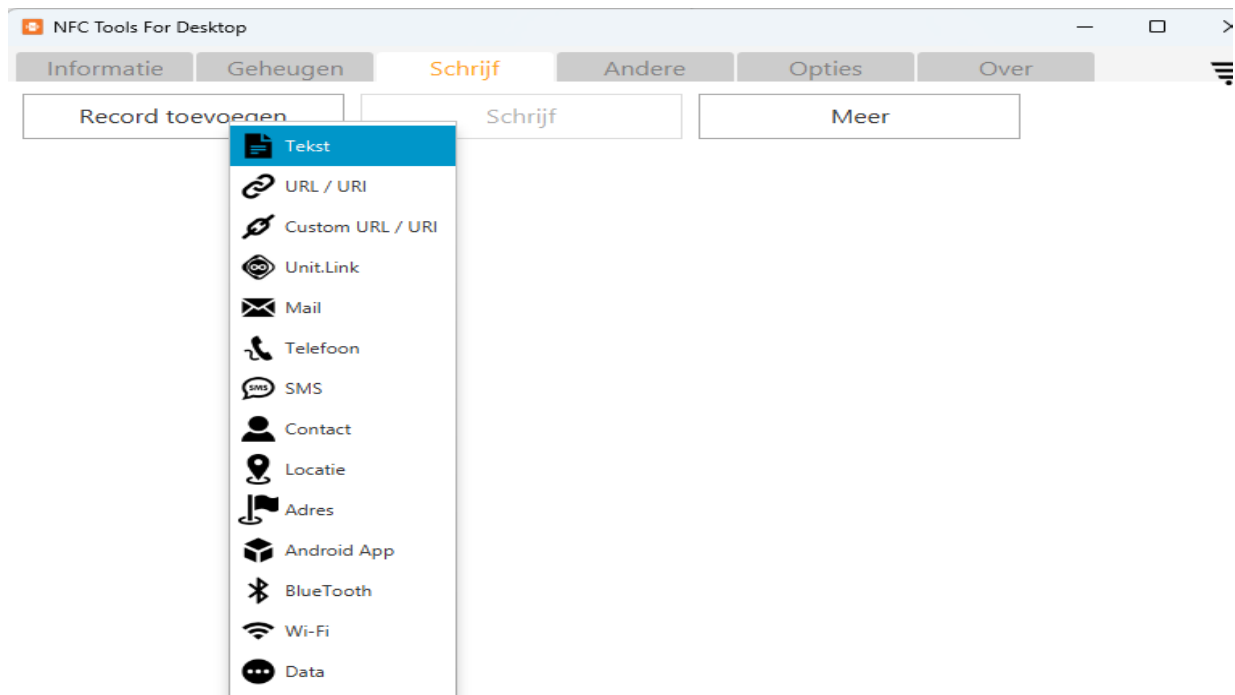 NFC Tools For Desktop
Informatie Geheugen Schrijf Andere Opties Over
Record toevoegen Schrijf Meer
Tekst
URL / URI
Custom URL / URI
Unit.Link
Mail
Telefoon
SMS
SMS
Contact
Locatie
Adres
Android App
BlueTooth
Wi-Fi
Data